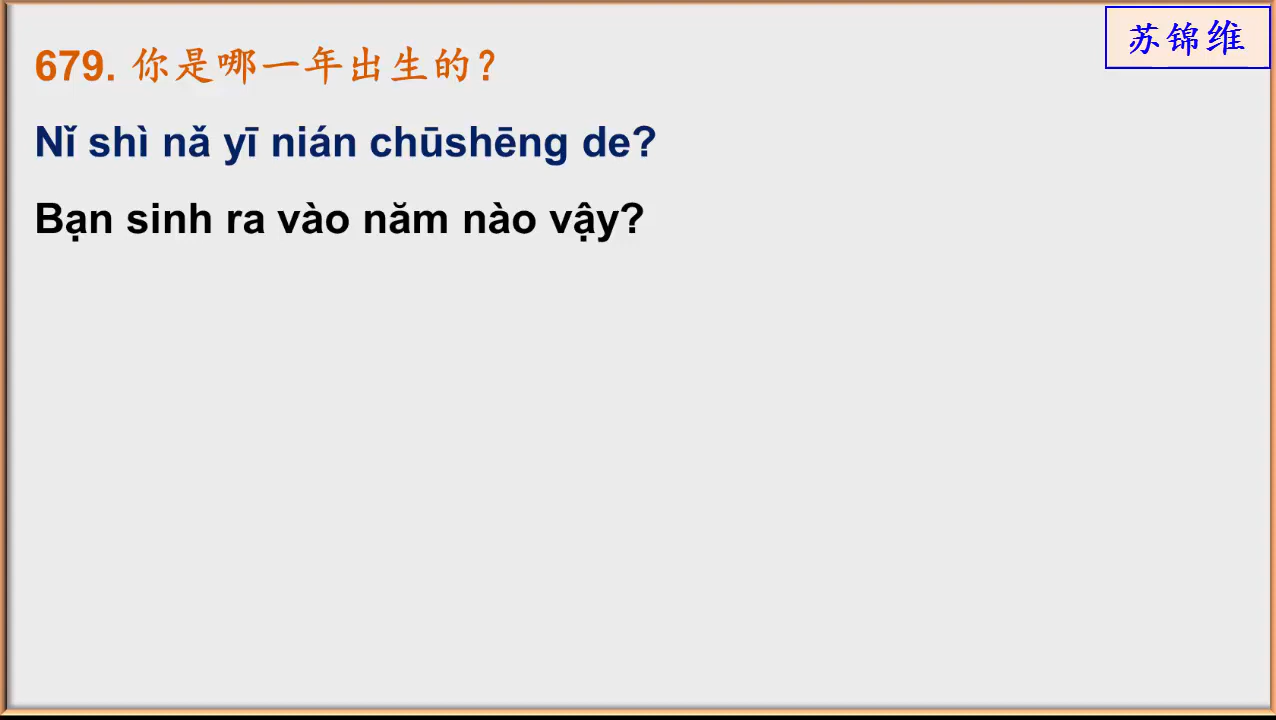 苏锦维
679. 你是哪一年出生的？
Nǐ shì nǎ yī nián chūshēng de?
Bạn sinh ra vào năm nào vậy?